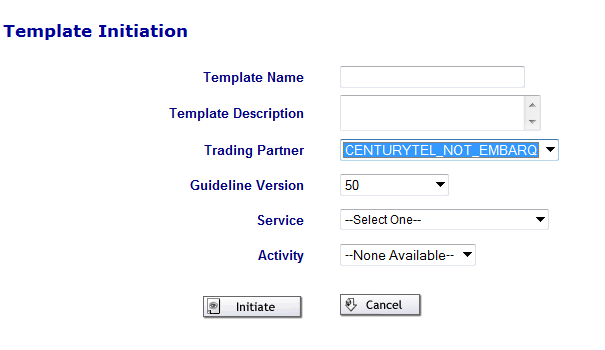 Template Initiation
Template Name
Template Description
Trading Partner CENTURYTEL_NOT_EMBARQ
Guideline Version 50
Service --Select One--
Activity --None Available--
Initiate Cancel